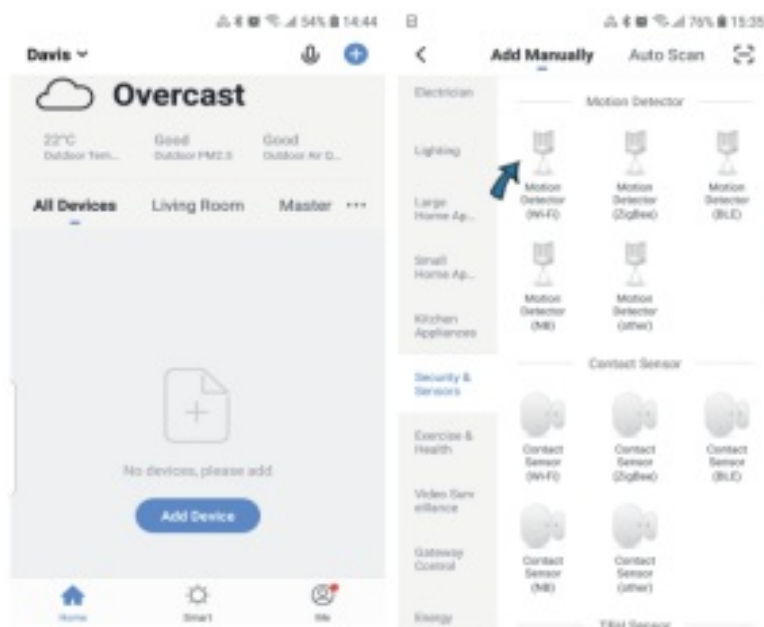 54% 14:44
Davis
Overcast
22°C
Good
Good
Outdoor Tem...
Outdoor PM2.5
Outdoor Air Q...
All Devices
Living Room
Master ...
No devices, please add
Add Device
Home
Smart
Me
76% 15:35
Add Manually
Auto Scan
Electrician
Lighting
Large
Home Ap...
Small
Home Ap...
Kitchen
Appliances
Security &
Sensors
Exercise &
Health
Video Surv
eillance
Gateway
Control
Energy
Motion Detector
Motion
Detector
(Wi-Fi)
Motion
Detector
(ZigBee)
Motion
Detector
(BLE)
Motion
Detector
(NB)
Motion
Detector
(other)
Contact Sensor
Contact
Sensor
(Wi-Fi)
Contact
Sensor
(ZigBee)
Contact
Sensor
(BLE)
Contact
Sensor
(NB)
Contact
Sensor
(other)
Sensor